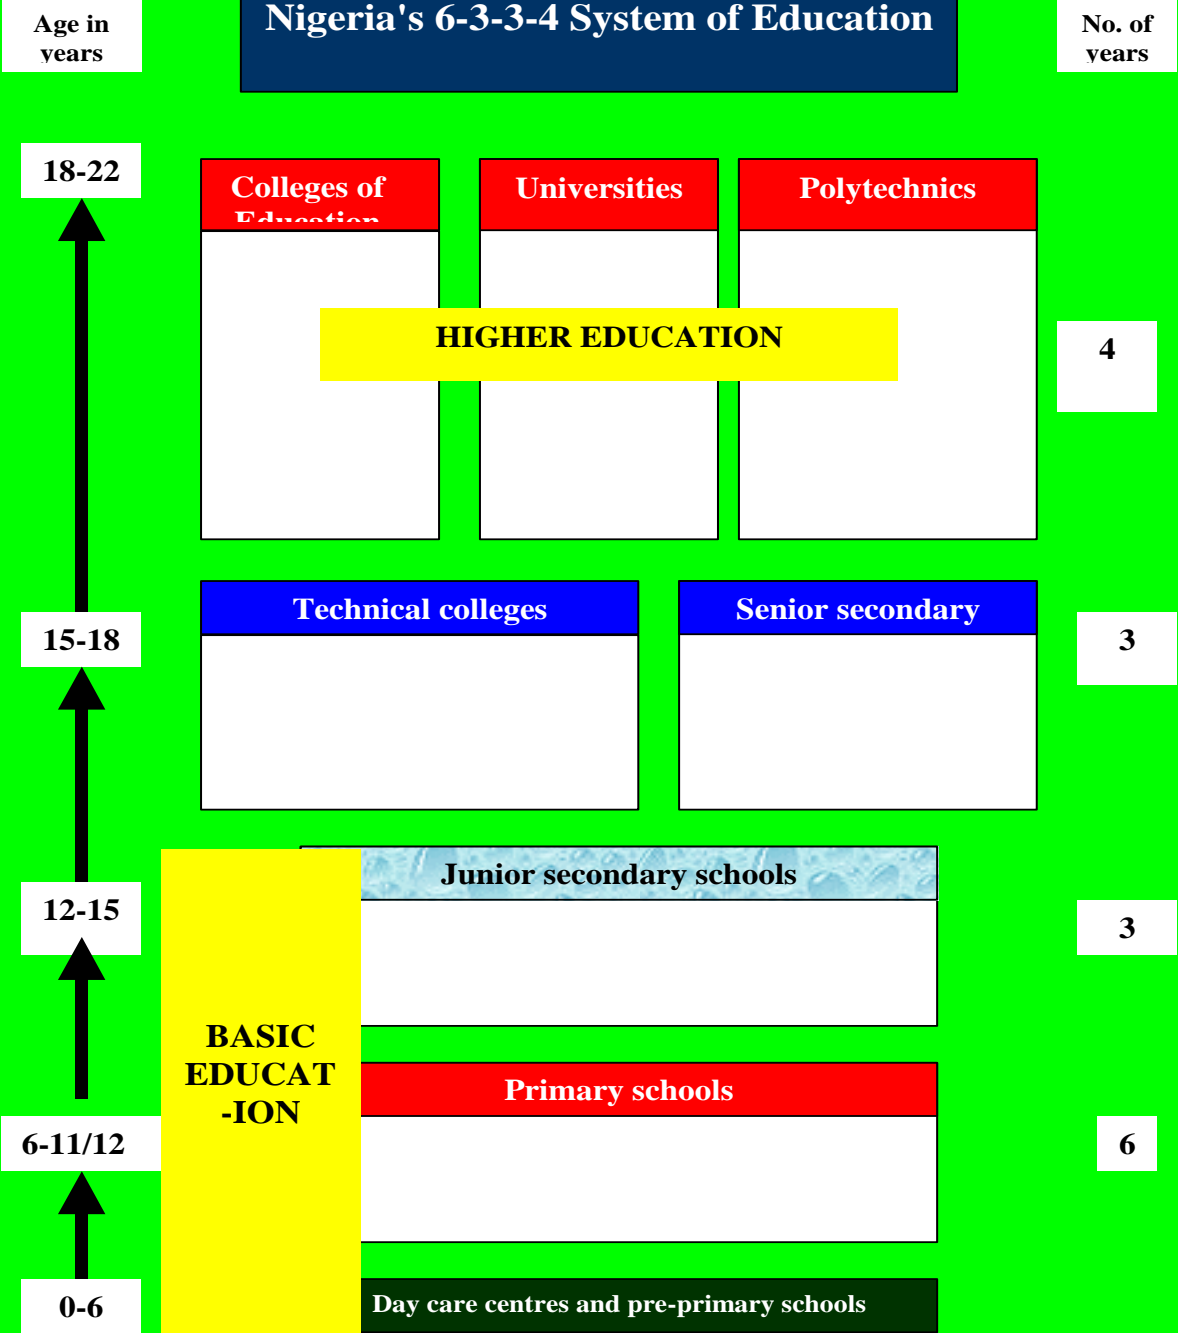 Age in
years
Nigeria's 6-3-3-4 System of Education
No. of
years
18-22
Colleges of
Education
Universities
Polytechnics
HIGHER EDUCATION
4
Technical colleges
Senior secondary
15-18
3
Junior secondary schools
12-15
3
BASIC
EDUCAT
-ION
Primary schools
6-11/12
6
0-6
Day care centres and pre-primary schools